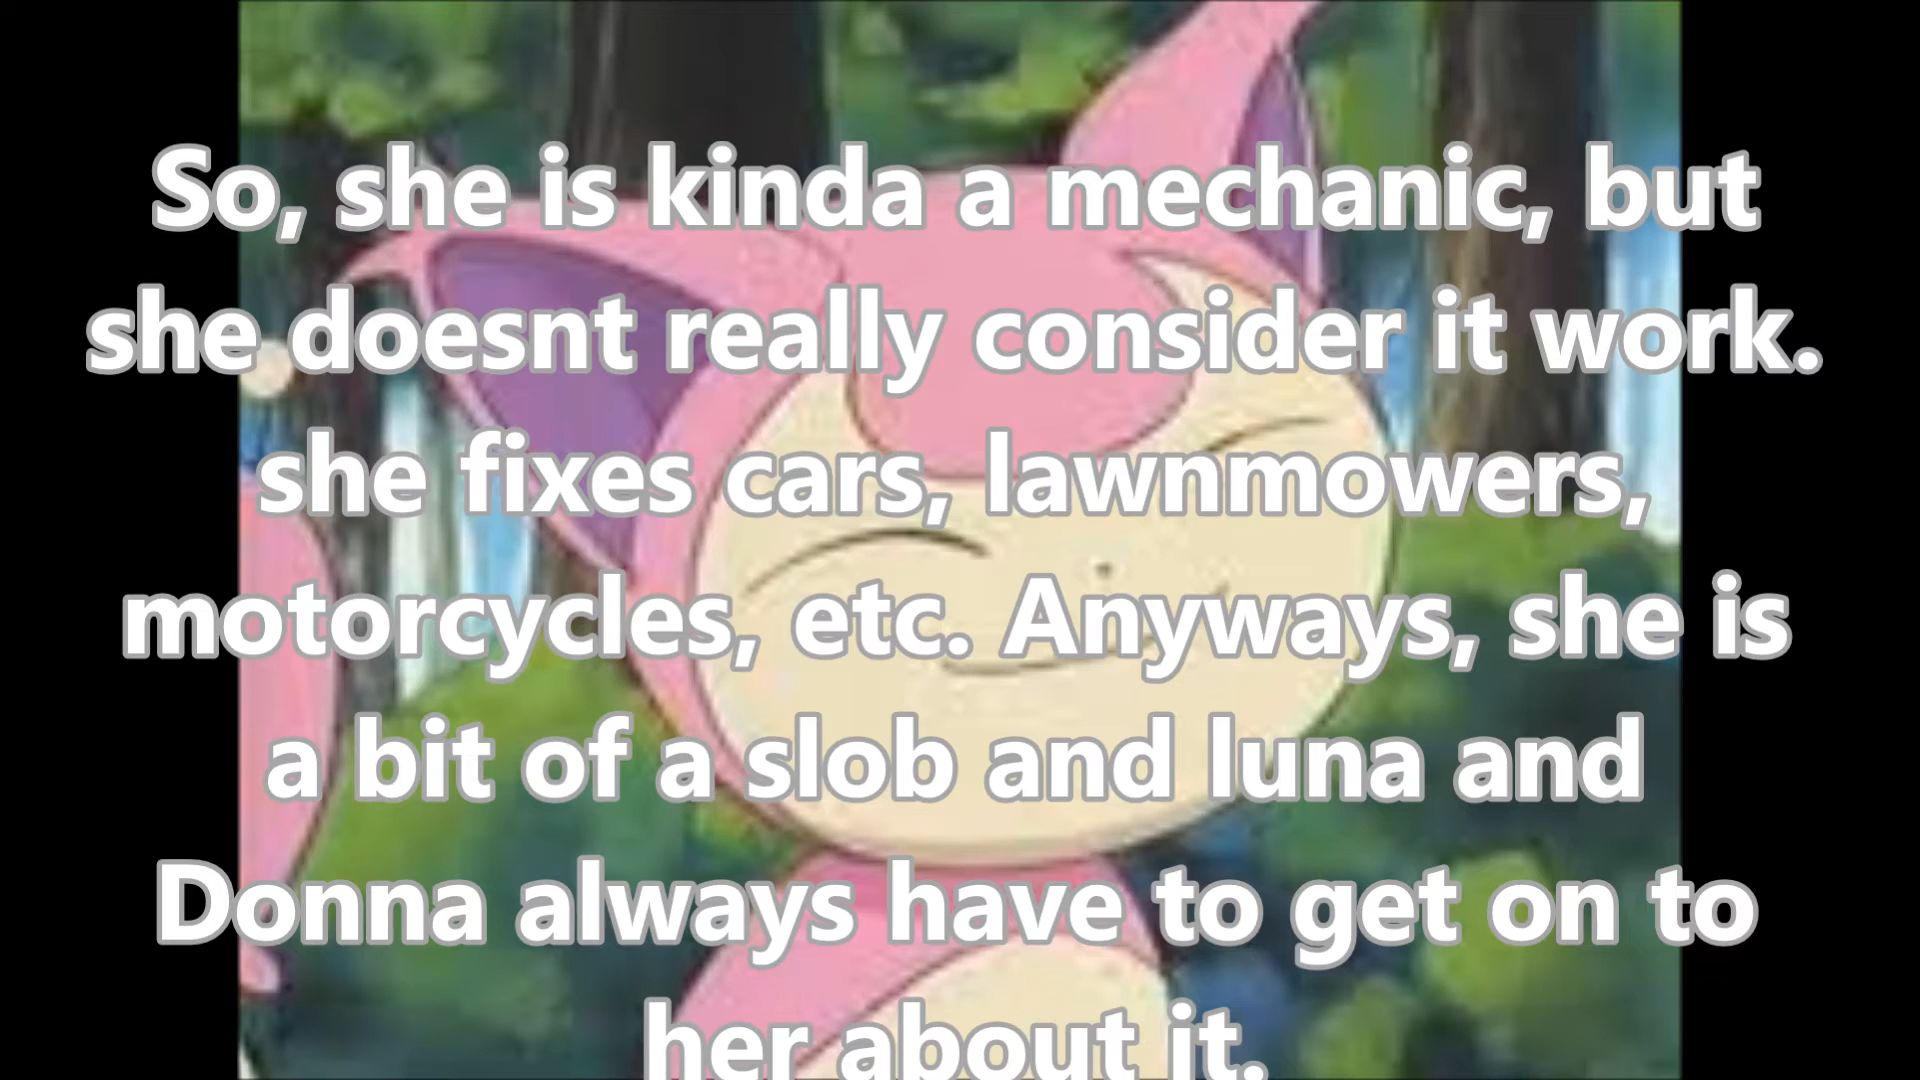 So, she is kinda a mechanic, but
she doesnt really consider it work.
she fixes cars, lawnmowers,
motorcycles, etc. Anyways, she is
a bit of a slob and luna and
Donna always have to get on to
her about it.